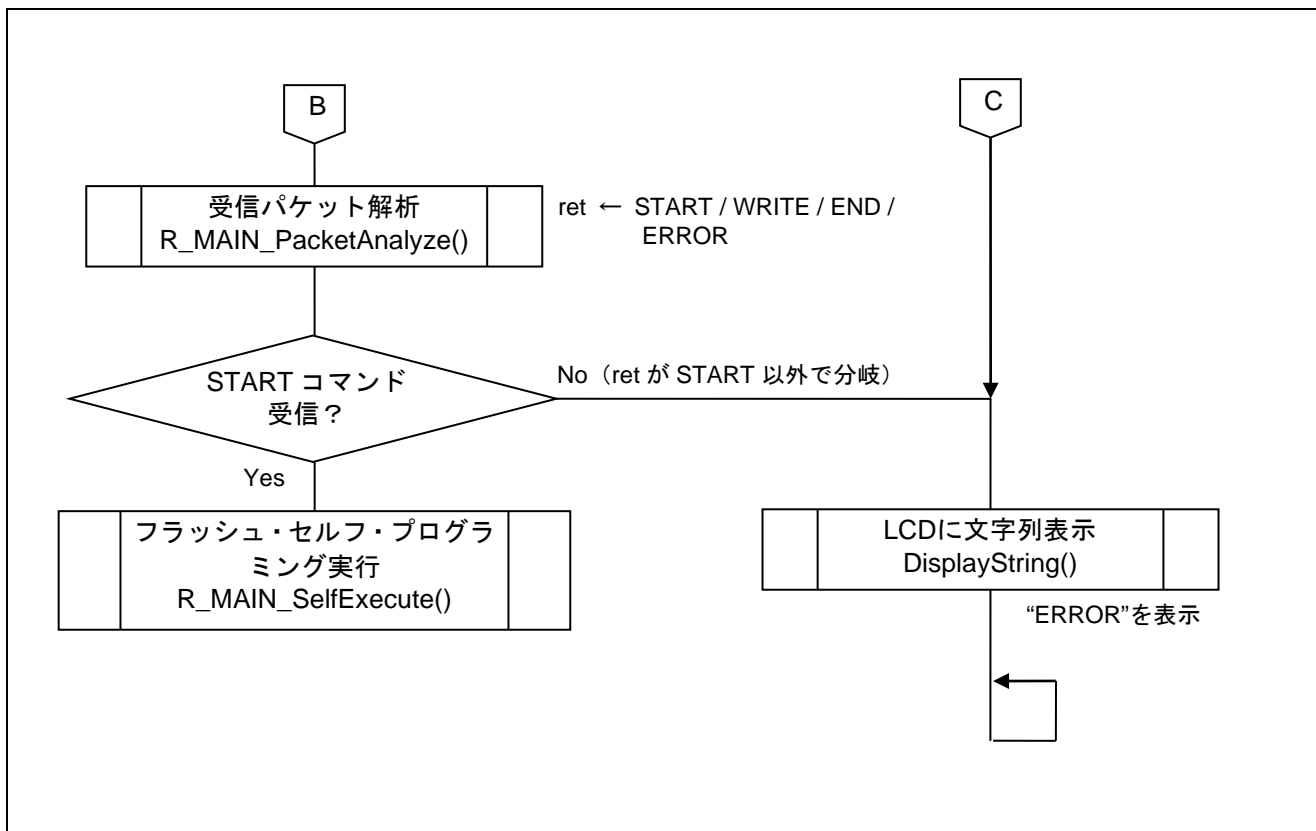 B
C
受信パケット解析
R_MAIN_PacketAnalyze()
ret ← START / WRITE / END /
ERROR
START コマンド
受信？
No（ret が START 以外で分岐）
Yes
フラッシュ・セルフ・プログラ
ミング実行
R_MAIN_SelfExecute()
LCDに文字列表示
DisplayString()
“ERROR”を表示